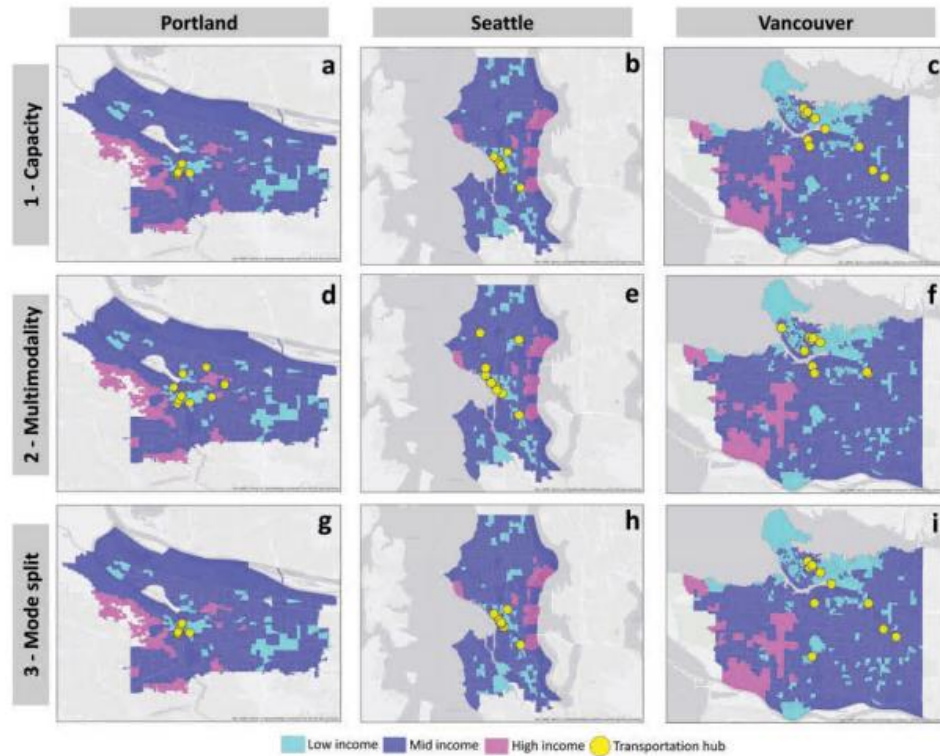 Portland Seattle Vancouver
1 - Capacity
a b c
2 - Multimodality
d e f
3 - Mode split
g h i
Low income Mid income High income Transportation hub